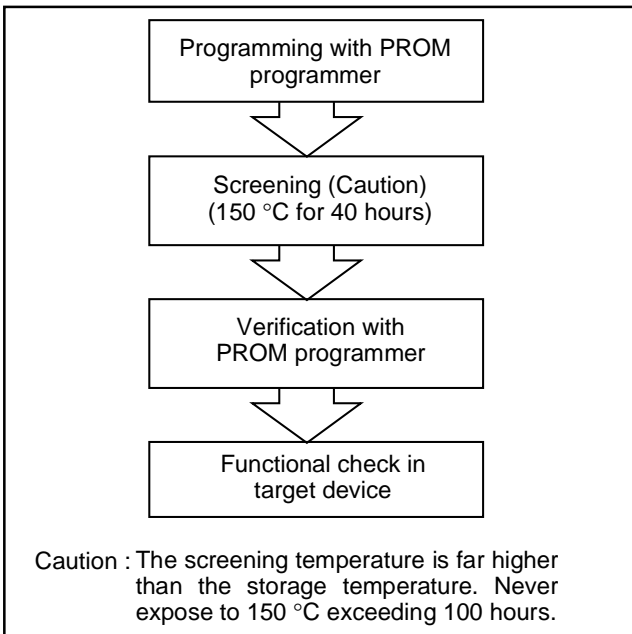 Programming with PROM
programmer
Screening (Caution)
(150 °C for 40 hours)
Verification with
PROM programmer
Functional check in
target device
Caution : The screening temperature is far higher
than the storage temperature. Never
expose to 150 °C exceeding 100 hours.